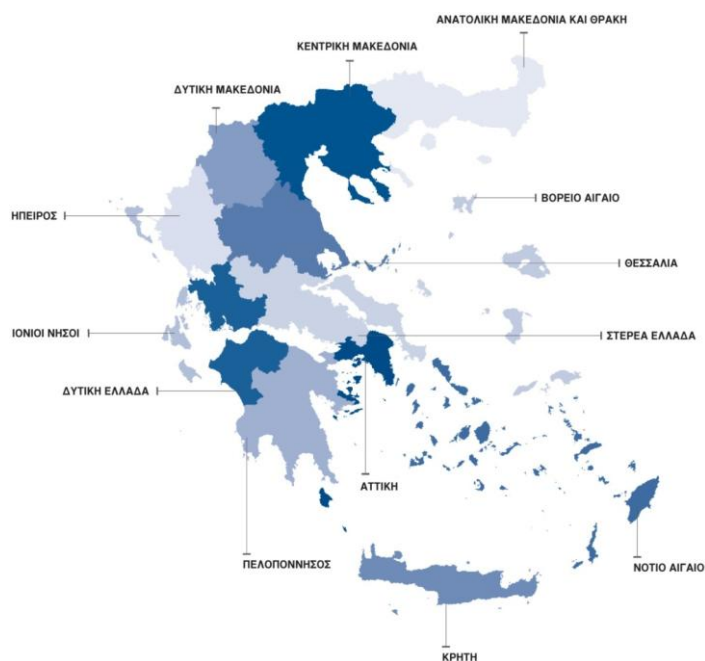 ΑΝΑΤΟΛΙΚΗ ΜΑΚΕΔΟΝΙΑ ΚΑΙ ΘΡΑΚΗ
ΚΕΝΤΡΙΚΗ ΜΑΚΕΔΟΝΙΑ
ΔΥΤΙΚΗ ΜΑΚΕΔΟΝΙΑ
ΒΟΡΕΙΟ ΑΙΓΑΙΟ
ΗΠΕΙΡΟΣ
ΘΕΣΣΑΛΙΑ
ΙΟΝΙΟΙ ΝΗΣΟΙ
ΣΤΕΡΕΑ ΕΛΛΑΔΑ
ΔΥΤΙΚΗ ΕΛΛΑΔΑ
ΑΤΤΙΚΗ
ΠΕΛΟΠΟΝΝΗΣΟΣ
ΝΟΤΙΟ ΑΙΓΑΙΟ
ΚΡΗΤΗ